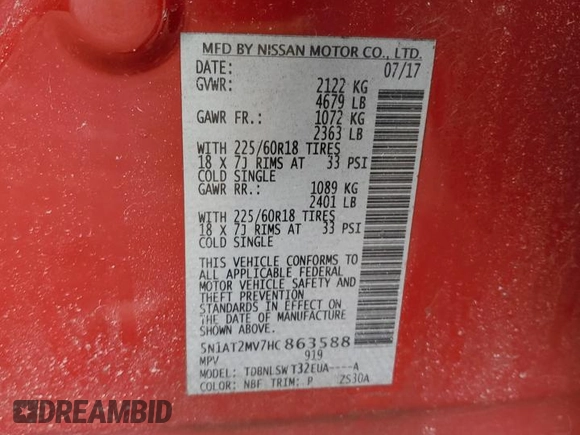 MFD BY NISSAN MOTOR CO., LTD.
DATE: 07/17
GVWR: 2122 KG
4679 LB
GAWR FR.: 1072 KG
2363 LB
WITH 225/60R18 TIRES
18 X 7J RIMS AT 33 PSI
COLD SINGLE
GAWR RR.: 1089 KG
2401 LB
WITH 225/60R18 TIRES
18 X 7J RIMS AT 33 PSI
COLD SINGLE
THIS VEHICLE CONFORMS TO
ALL APPLICABLE FEDERAL
MOTOR VEHICLE SAFETY AND
THEFT PREVENTION
STANDARDS IN EFFECT ON
THE DATE OF MANUFACTURE
SHOWN ABOVE.
5N1AT2MV7HC863588
MPV 919
MODEL: TDBNLSWT32EUA----A
COLOR: NBF TRIM: P 2S30A
DREAMBID